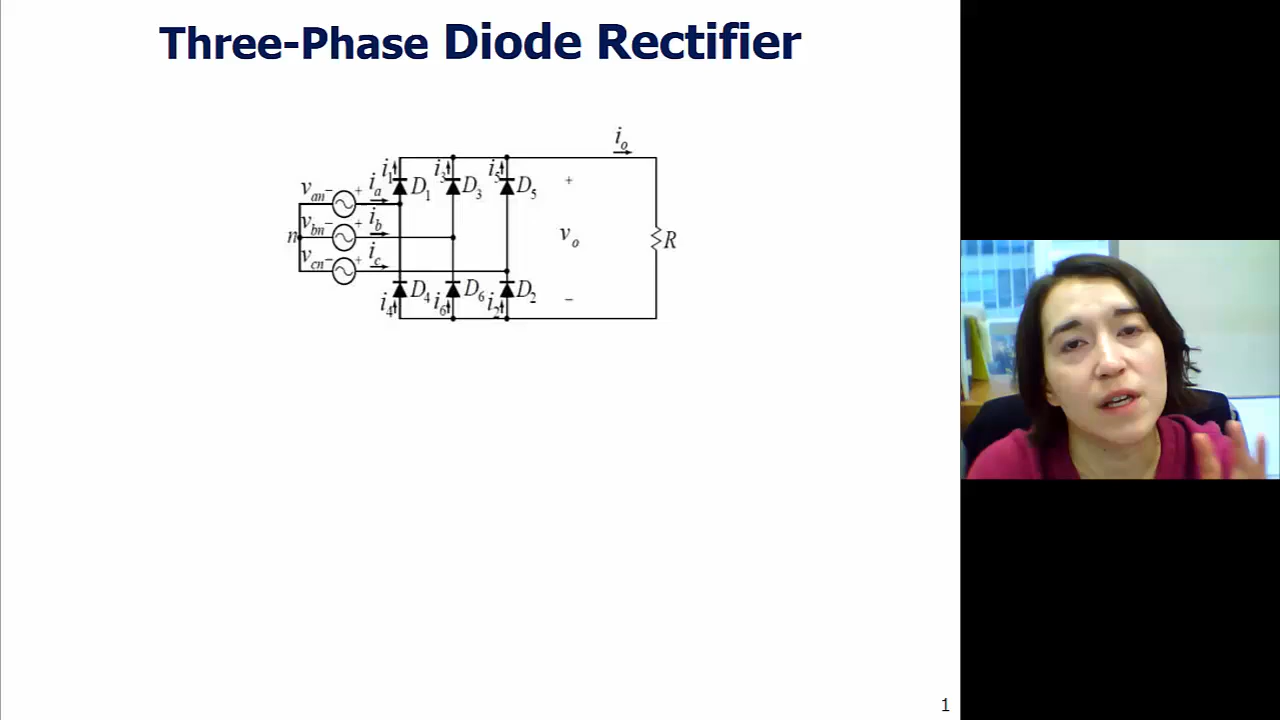 Three-Phase Diode Rectifier
i_o
i_1 i_3 i_5
D_1 D_3 D_5
+
v_an - + i_a
v_bn - + i_b
n
v_cn - + i_c
v_o
R
D_4 D_6 D_2
i_4 i_6 i_2
-
1